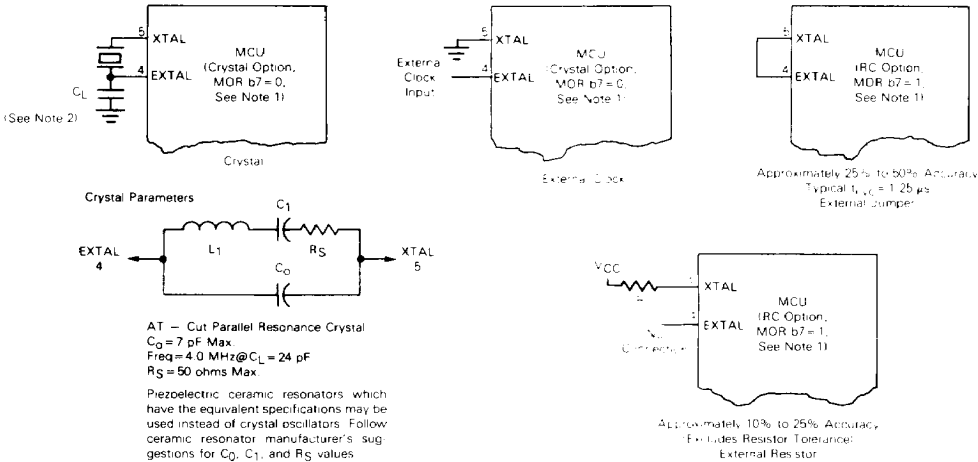 5
XTAL
4
EXTAL
MCU
(Crystal Option,
MOR b7 = 0,
See Note 1)
CL
(See Note 2)
Crystal
5
XTAL
External
Clock
Input
4
EXTAL
MCU
(Crystal Option,
MOR b7 = 0,
See Note 1)
External Clock
5
XTAL
4
EXTAL
MCU
(RC Option,
MOR b7 = 1,
See Note 1)
Approximately 25% to 50% Accuracy
Typical tcyc = 1.25 µs
External Jumper
Crystal Parameters
C1
L1
RS
EXTAL
4
XTAL
5
Co
AT – Cut Parallel Resonance Crystal
Co = 7 pF Max.
Freq = 4.0 MHz @ CL = 24 pF
RS = 50 ohms Max.
Piezoelectric ceramic resonators which
have the equivalent specifications may be
used instead of crystal oscillators. Follow
ceramic resonator manufacturer's sug-
gestions for C0, C1, and RS values
VCC
XTAL
EXTAL
No
Connection
MCU
(RC Option,
MOR b7 = 1,
See Note 1)
Approximately 10% to 25% Accuracy
(Excludes Resistor Tolerance)
External Resistor